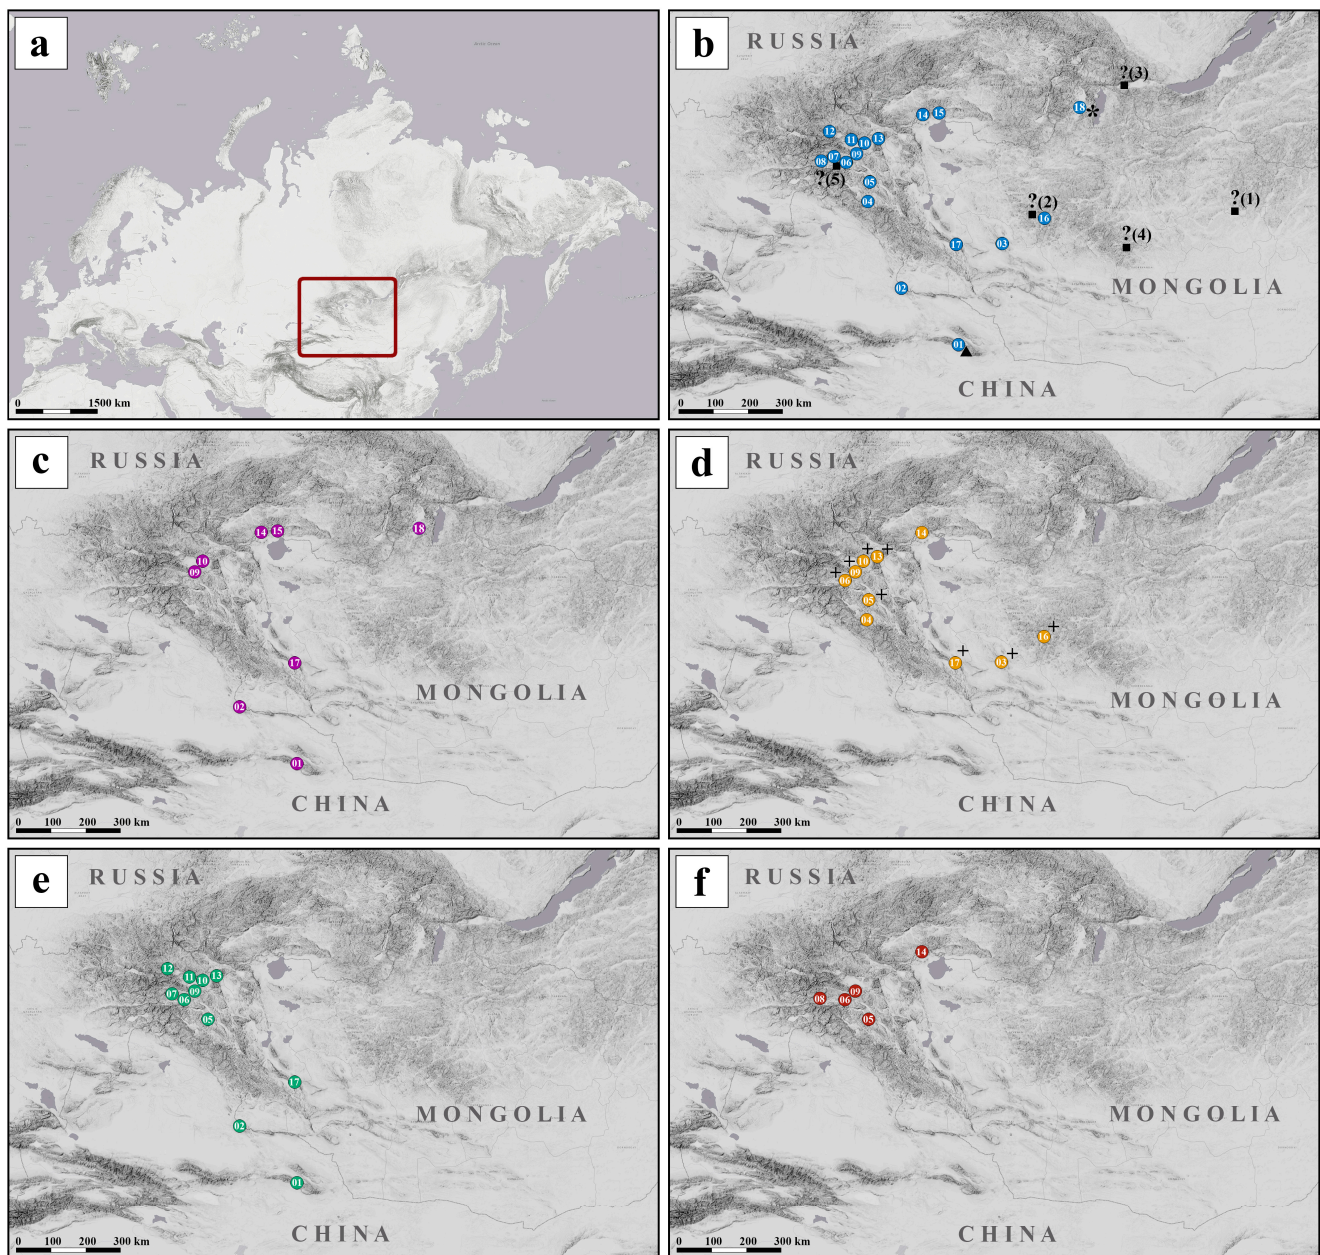 a
Arctic Ocean
0 1500 km
b
RUSSIA
?(3)
18
*
14 15
12
11 10 13
09
08 07 06
?(5)
05
04
?(2)
16
?(1)
17 03
?(4)
MONGOLIA
02
01
CHINA
0 100 200 300 km
c
RUSSIA
14 15
18
10
09
17
MONGOLIA
02
01
CHINA
0 100 200 300 km
d
RUSSIA
14
+ +
13
+ 10
+ 09
06
+
05
04
+
16
+ +
17 03
MONGOLIA
CHINA
0 100 200 300 km
e
RUSSIA
12
11 10 13
07 06 09
05
17
MONGOLIA
02
01
CHINA
0 100 200 300 km
f
RUSSIA
14
09
08 06
05
MONGOLIA
CHINA
0 100 200 300 km